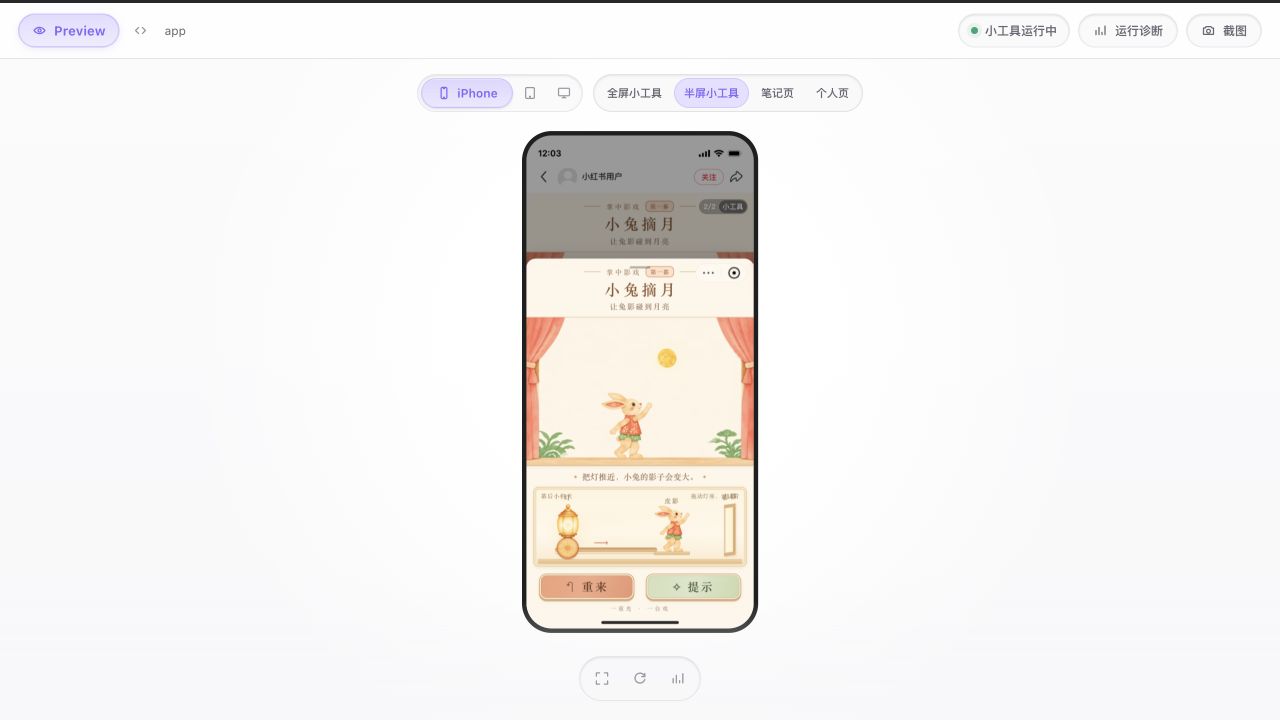 Preview
app
小工具运行中
运行诊断
截图
iPhone
全屏小工具
半屏小工具
笔记页
个人页
12:03
小红书用户
关注
掌中影戏
第一幕
2/2
小工具
小兔摘月
让兔影碰到月亮
掌中影戏
第一幕
小兔摘月
让兔影碰到月亮
把灯推近，小兔的影子会变大。
皮影
重来
提示